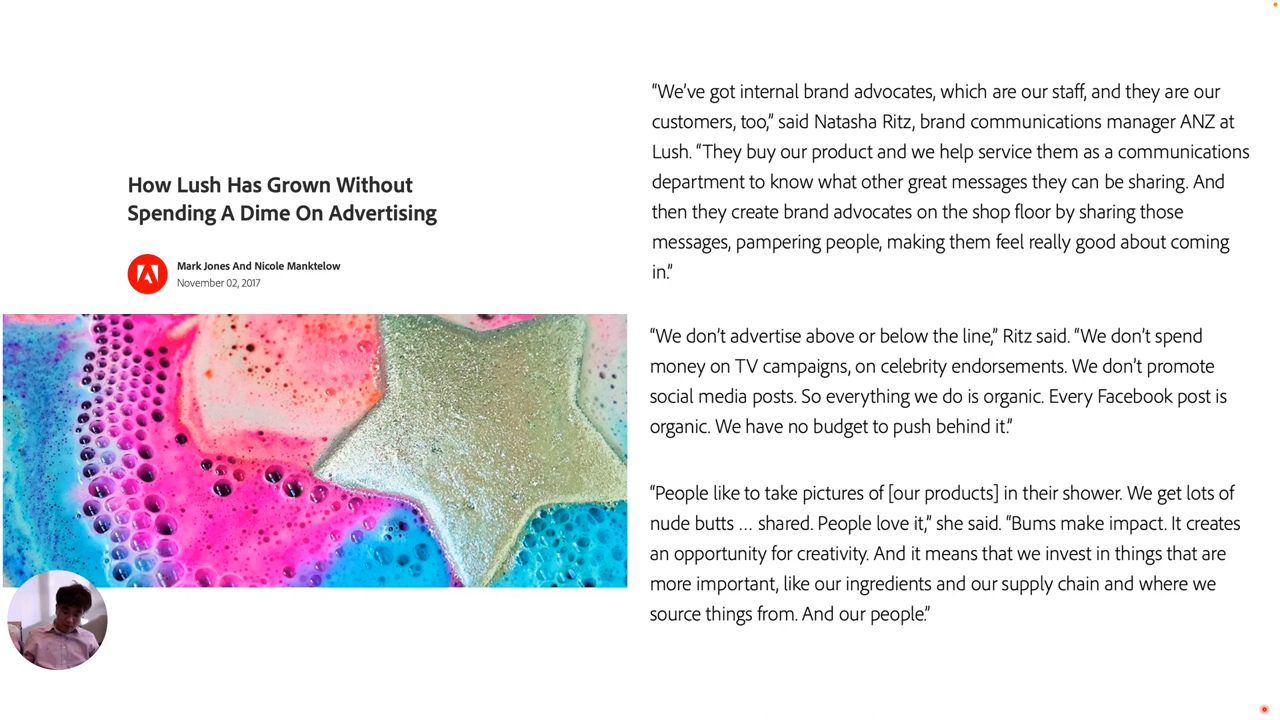 How Lush Has Grown Without
Spending A Dime On Advertising
Mark Jones And Nicole Manktelow
November 02, 2017
“We’ve got internal brand advocates, which are our staff, and they are our
customers, too,” said Natasha Ritz, brand communications manager ANZ at
Lush. “They buy our product and we help service them as a communications
department to know what other great messages they can be sharing. And
then they create brand advocates on the shop floor by sharing those
messages, pampering people, making them feel really good about coming
in.”
“We don’t advertise above or below the line,” Ritz said. “We don’t spend
money on TV campaigns, on celebrity endorsements. We don’t promote
social media posts. So everything we do is organic. Every Facebook post is
organic. We have no budget to push behind it.”
“People like to take pictures of [our products] in their shower. We get lots of
nude butts … shared. People love it,” she said. “Bums make impact. It creates
an opportunity for creativity. And it means that we invest in things that are
more important, like our ingredients and our supply chain and where we
source things from. And our people.”